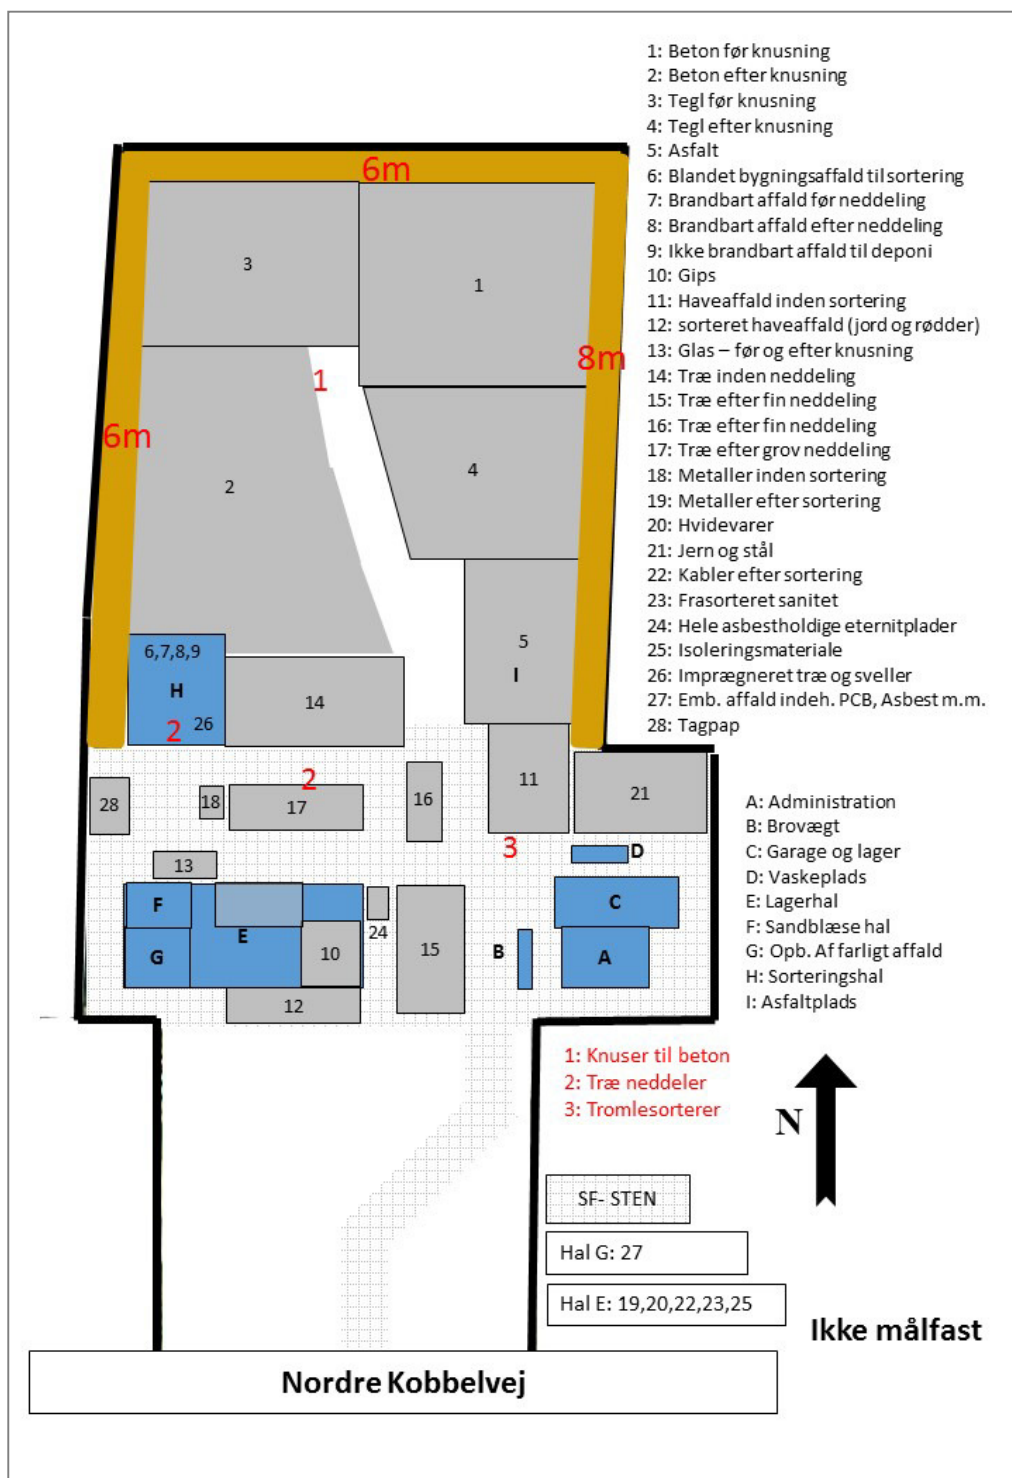 1: Beton før knusning
2: Beton efter knusning
3: Tegl før knusning
4: Tegl efter knusning
5: Asfalt
6: Blandet bygningsaffald til sortering
7: Brandbart affald før neddeling
8: Brandbart affald efter neddeling
9: Ikke brandbart affald til deponi
10: Gips
11: Haveaffald inden sortering
12: sorteret haveaffald (jord og rødder)
13: Glas – før og efter knusning
14: Træ inden neddeling
15: Træ efter fin neddeling
16: Træ efter fin neddeling
17: Træ efter grov neddeling
18: Metaller inden sortering
19: Metaller efter sortering
20: Hvidevarer
21: Jern og stål
22: Kabler efter sortering
23: Frasorteret sanitet
24: Hele asbestholdige eternitplader
25: Isoleringsmateriale
26: Imprægneret træ og sveller
27: Emb. affald indeh. PCB, Asbest m.m.
28: Tagpap
6m
3
1
8m
1
6m
4
2
5
I
6,7,8,9
H
26
2
14
2
28
18
17
16
11
21
3
D
13
F
E
G
10
24
15
12
B
C
A
A: Administration
B: Brovægt
C: Garage og lager
D: Vaskeplads
E: Lagerhal
F: Sandblæse hal
G: Opb. Af farligt affald
H: Sorteringshal
I: Asfaltplads
1: Knuser til beton
2: Træ neddeler
3: Tromlesorterer
N
SF- STEN
Hal G: 27
Hal E: 19,20,22,23,25
Ikke målfast
Nordre Kobbelvej